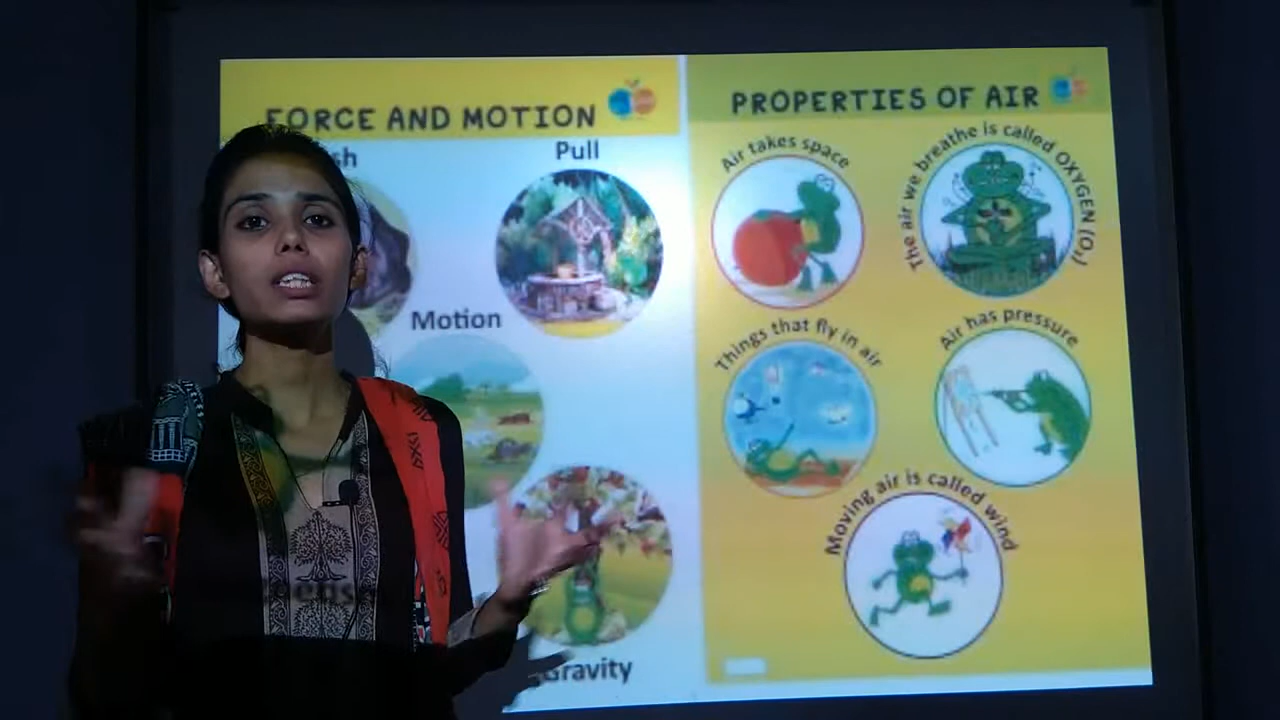 FORCE AND MOTION
sh
Pull
Motion
Gravity
PROPERTIES OF AIR
Air takes space
The air we breathe is called OXYGEN (O₂)
Things that fly in air
Air has pressure
Moving air is called wind